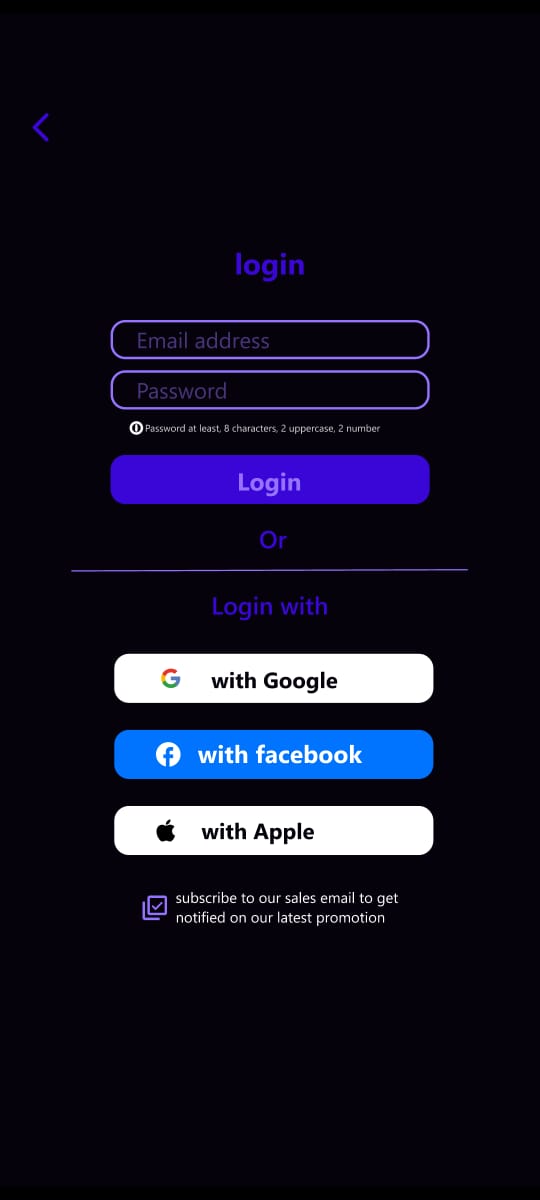 login
Email address
Password
Password at least, 8 characters, 2 uppercase, 2 number
Login
Or
Login with
with Google
with facebook
with Apple
subscribe to our sales email to get
notified on our latest promotion